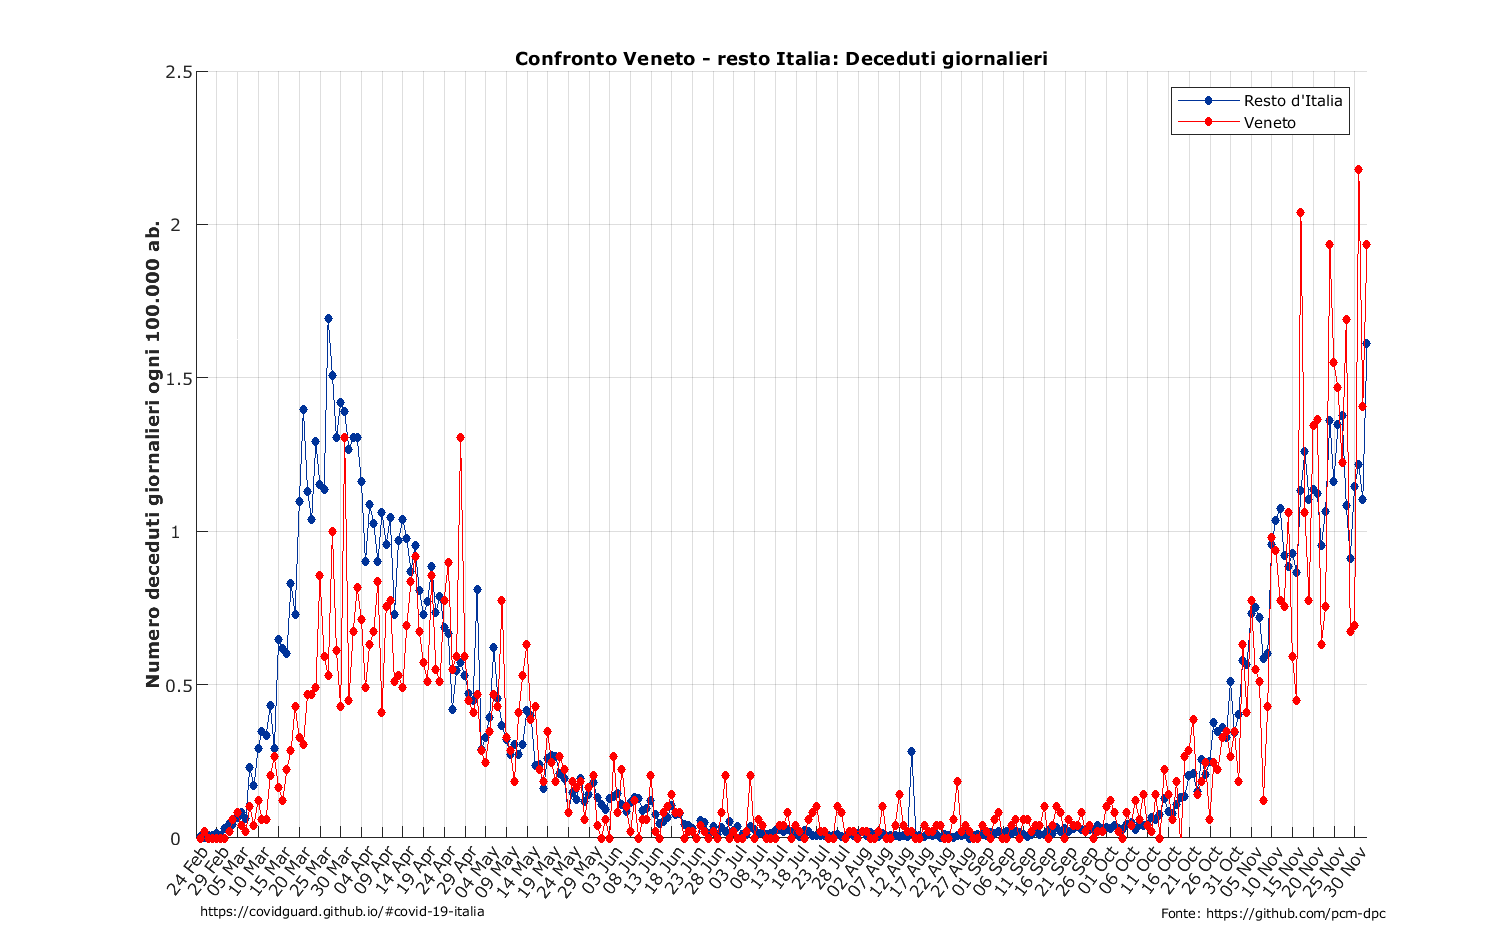 Confronto Veneto - resto Italia: Deceduti giornalieri
Resto d'Italia
Veneto
Numero deceduti giornalieri ogni 100.000 ab.
2.5
2
1.5
1
0.5
0
24 Feb
29 Feb
05 Mar
10 Mar
15 Mar
20 Mar
25 Mar
30 Mar
04 Apr
09 Apr
14 Apr
19 Apr
24 Apr
29 Apr
04 May
09 May
14 May
19 May
24 May
29 May
03 Jun
08 Jun
13 Jun
18 Jun
23 Jun
28 Jun
03 Jul
08 Jul
13 Jul
18 Jul
23 Jul
28 Jul
02 Aug
07 Aug
12 Aug
17 Aug
22 Aug
27 Aug
01 Sep
06 Sep
11 Sep
16 Sep
21 Sep
26 Sep
01 Oct
06 Oct
11 Oct
16 Oct
21 Oct
26 Oct
31 Oct
05 Nov
10 Nov
15 Nov
20 Nov
25 Nov
30 Nov
https://covidguard.github.io/#covid-19-italia
Fonte: https://github.com/pcm-dpc